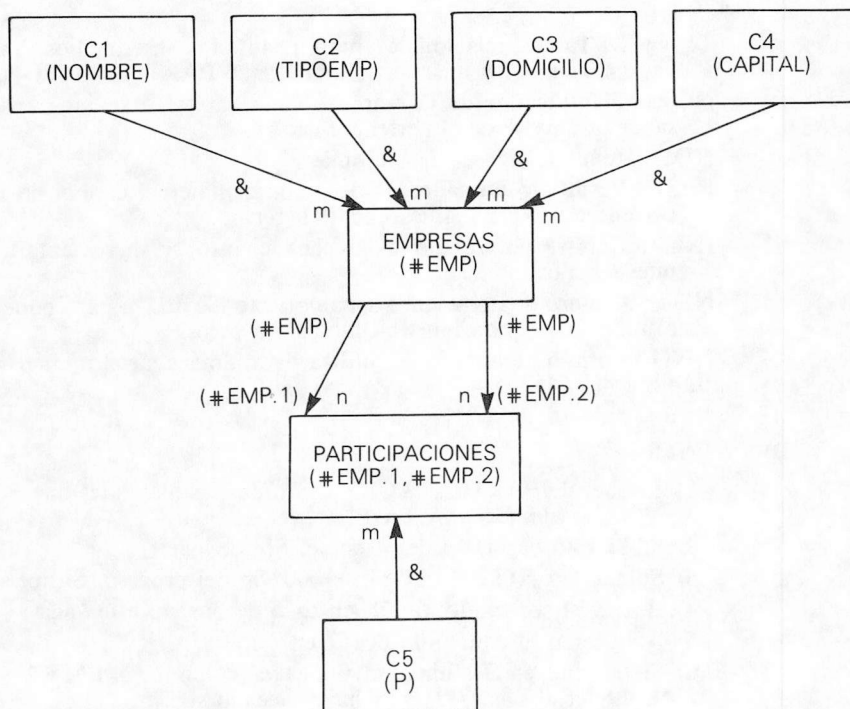 C1
(NOMBRE)
C2
(TIPOEMP)
C3
(DOMICILIO)
C4
(CAPITAL)
& & & &
m m m m
EMPRESAS
(#EMP)
(#EMP) (#EMP)
(#EMP.1) n n (#EMP.2)
PARTICIPACIONES
(#EMP.1, #EMP.2)
m
&
C5
(P)